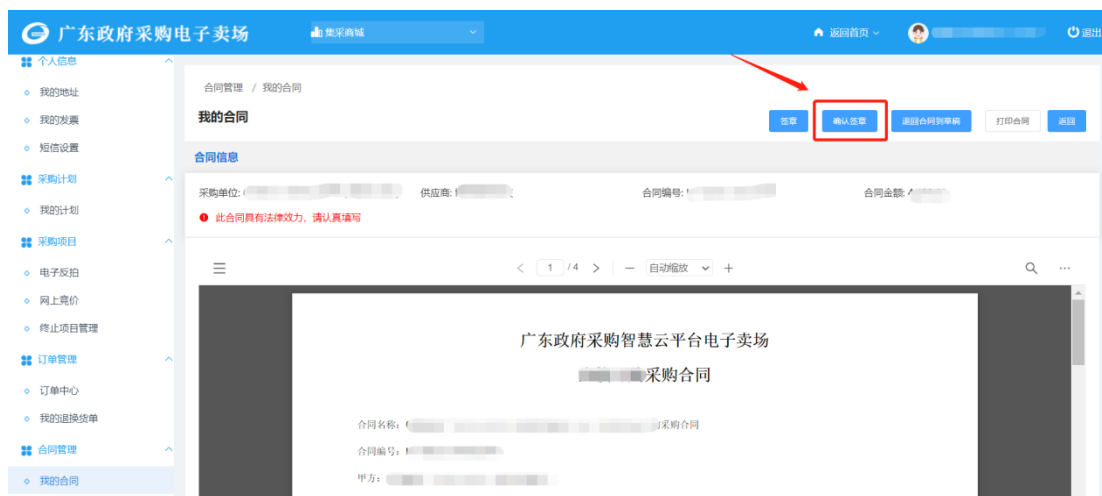 广东政府采购电子卖场
集采商城
返回首页
退出
个人信息
我的地址
我的发票
短信设置
采购计划
我的计划
采购项目
电子反拍
网上竞价
终止项目管理
订单管理
订单中心
我的退换货单
合同管理
我的合同
合同管理 / 我的合同
我的合同
签章 确认签章 退回合同到草稿 打印合同 返回
合同信息
采购单位: 供应商: 合同编号: 合同金额:
此合同具有法律效力，请认真填写
1 /4 自动缩放
广东政府采购智慧云平台电子卖场
采购合同
合同名称： 采购合同
合同编号：
甲方：